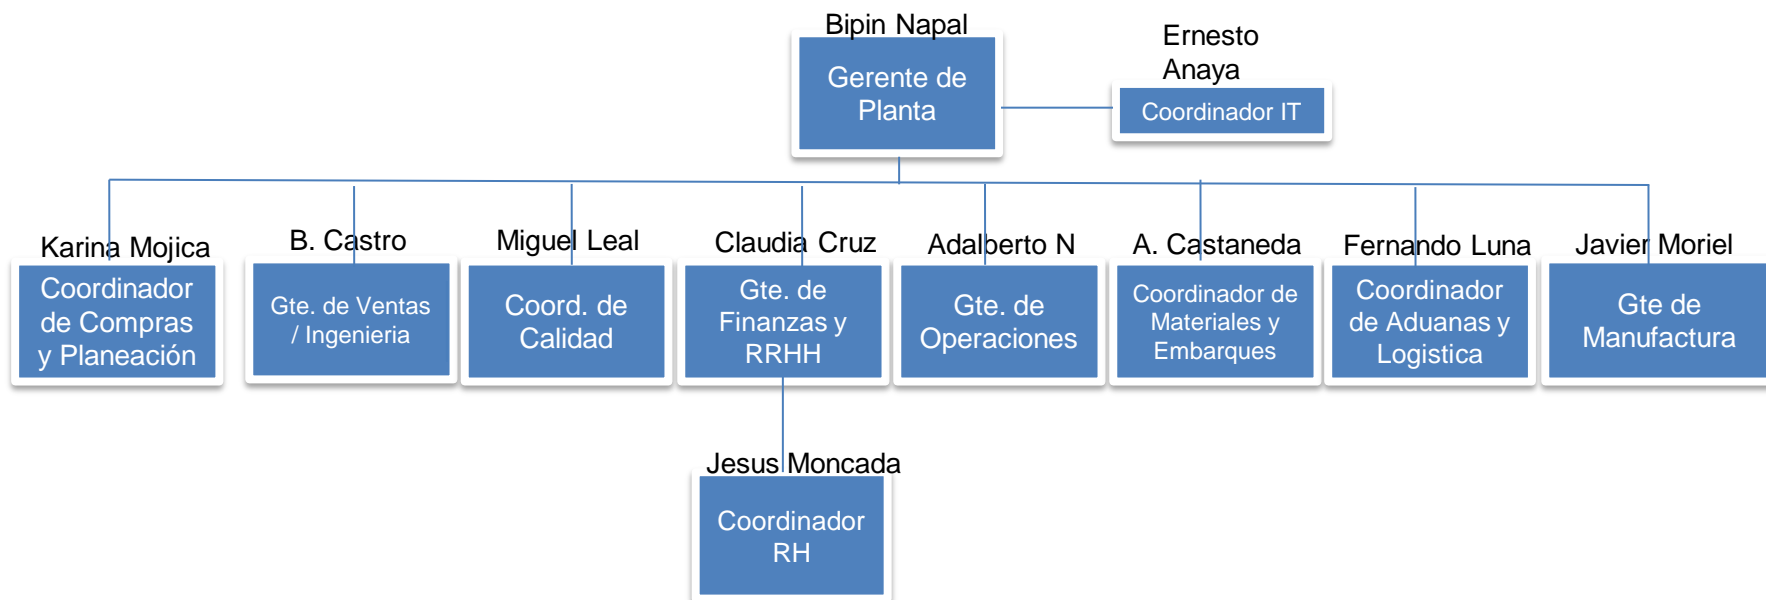 Bipin Napal
Gerente de
Planta
Ernesto
Anaya
Coordinador IT
Karina Mojica
Coordinador
de Compras
y Planeación
B. Castro
Gte. de Ventas
/ Ingenieria
Miguel Leal
Coord. de
Calidad
Claudia Cruz
Gte. de
Finanzas y
RRHH
Adalberto N
Gte. de
Operaciones
A. Castaneda
Coordinador de
Materiales y
Embarques
Fernando Luna
Coordinador
de Aduanas y
Logistica
Javier Moriel
Gte de
Manufactura
Jesus Moncada
Coordinador
RH